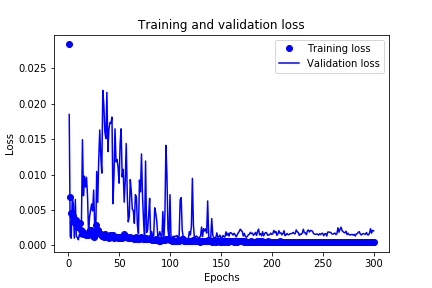 Training and validation loss
Training loss
Validation loss
0.025
0.020
0.015
0.010
0.005
0.000
Loss
0
50
100
150
200
250
300
Epochs